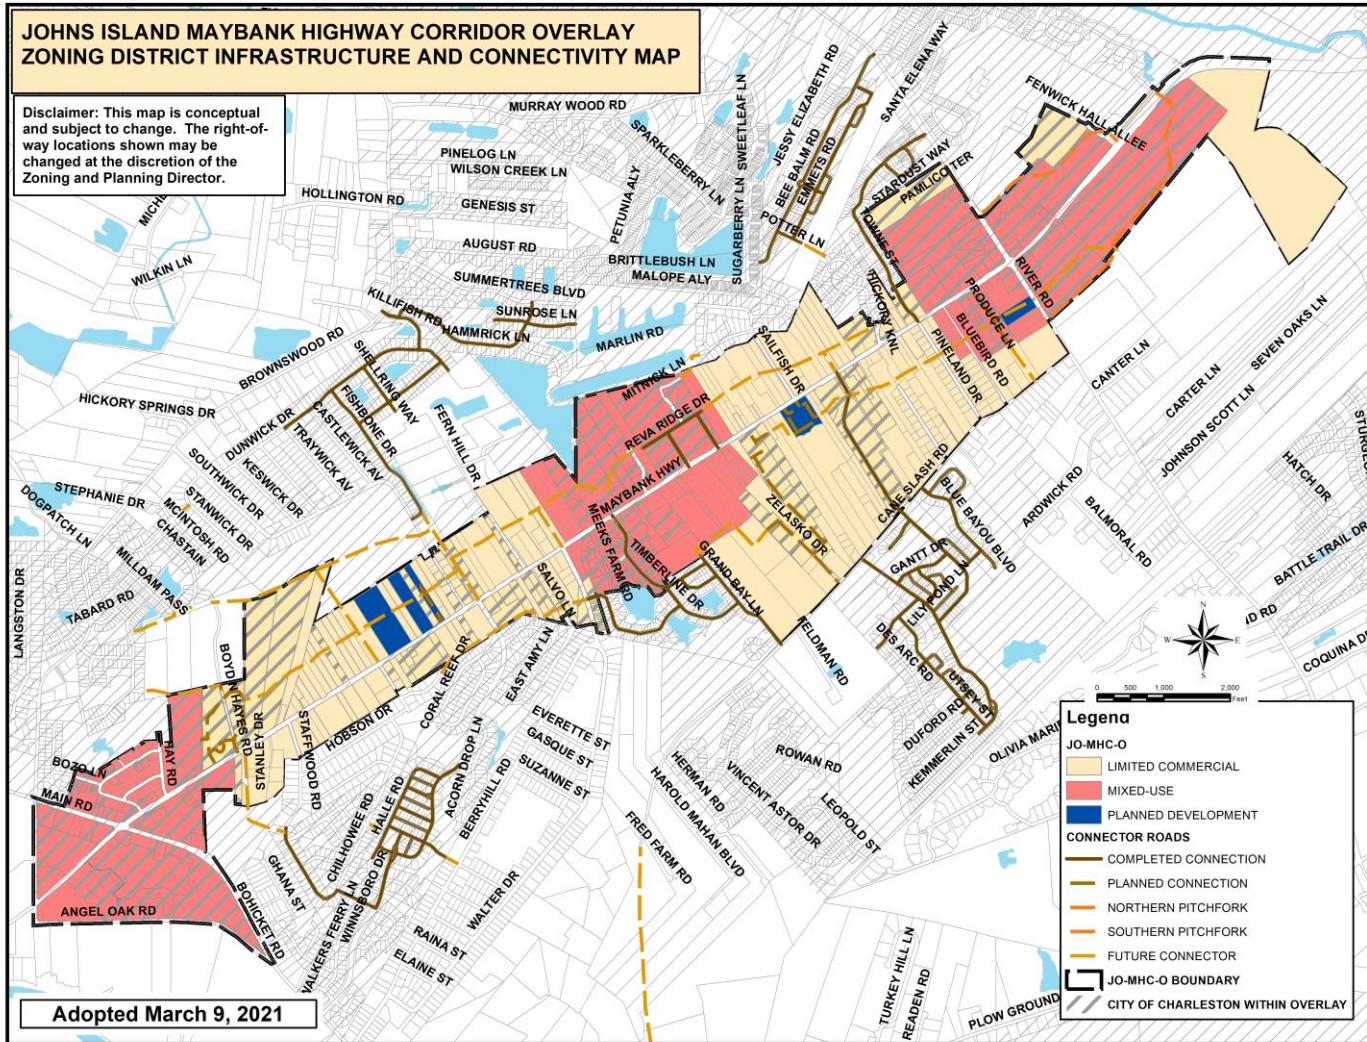 JOHNS ISLAND MAYBANK HIGHWAY CORRIDOR OVERLAY
ZONING DISTRICT INFRASTRUCTURE AND CONNECTIVITY MAP
Disclaimer: This map is conceptual
and subject to change. The right-of-
way locations shown may be
changed at the discretion of the
Zoning and Planning Director.
MURRAY WOOD RD
SPARKLEBERRY LN
SWEETLEAF LN
JESSY ELIZABETH RD
SANTA ELENA WAY
FENWICK HALL ALLEE
PINELOG LN
WILSON CREEK LN
BEE BALM RD
EMMETS RD
STARDUST WAY
HOLLINGTON RD
GENESIS ST
PETUNIA ALY
SUGARBERRY LN
POTTER LN
TOWNE ST
WILKIN LN
AUGUST RD
BRITTLEBUSH LN
MALOPE ALY
SUMMERTREES BLVD
HICKORY KNL
RIVER RD
KILLIFISH RD
SUNROSE LN
HAMMRICK LN
MARLIN RD
SAILFISH DR
PRODUCE LN
BLUEBIRD RD
PINELAND DR
BROWNSWOOD RD
SHELLRING WAY
MITNICK LN
SEVEN OAKS LN
CANTER LN
CARTER LN
HICKORY SPRINGS DR
FISHBONE DR
CASTLEWICK AV
TRAYWICK AV
DUNWICK DR
FERN HILL DR
REVA RIDGE DR
JOHNSON SCOTT LN
SOUTHWICK DR
KESWICK DR
STANWICK DR
MCINTOSH RD
CHASTAIN
STEPHANIE DR
DOGPATCH LN
MILLDAM PASS
TABARD RD
LANGSTON DR
MAYBANK HWY
CANE SLASH RD
BLUE BAYOU BLVD
ARDWICK RD
BALMORAL RD
HATCH DR
BATTLE TRAIL DR
ZELASKO DR
MEEKS FARM RD
TIMBERLINE DR
GRAND BAY LN
GANTT DR
LILY POND LN
SALVO LN
EAST AMY LN
CORAL REEF DR
FELDMAN RD
DES ARC RD
UTSEY ST
DUFORD RD
KEMMERLIN ST
COQUINA
HAYES RD
STANLEY DR
STAFFWOOD RD
HOBSON DR
RAY RD
BOZO LN
MAIN RD
ANGEL OAK RD
BOHICKET RD
GHANA ST
CHILHOWEE RD
HALLE RD
ACORN DROP LN
BERRYHILL RD
EVERETTE ST
GASQUE ST
SUZANNE ST
WINNSBORO DR
WALKERS FERRY LN
WALTER DR
RAINA ST
ELAINE ST
ROWAN RD
HERMAN RD
VINCENT ASTOR DR
HAROLD MAHAN BLVD
LEOPOLD ST
FRED FARM RD
TURKEY HILL LN
READEN RD
PLOW GROUND
N
W E
S
0 500 1,000 2,000
Feet
Legend
JO-MHC-O
LIMITED COMMERCIAL
MIXED-USE
PLANNED DEVELOPMENT
CONNECTOR ROADS
COMPLETED CONNECTION
PLANNED CONNECTION
NORTHERN PITCHFORK
SOUTHERN PITCHFORK
FUTURE CONNECTOR
JO-MHC-O BOUNDARY
CITY OF CHARLESTON WITHIN OVERLAY
Adopted March 9, 2021